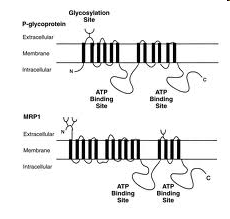 Glycosylation
Site
P-glycoprotein
Extracellular
Membrane
Intracellular
N
C
ATP
Binding
Site
ATP
Binding
Site
MRP1
N
Extracellular
Membrane
Intracellular
C
ATP
Binding
Site
ATP
Binding
Site